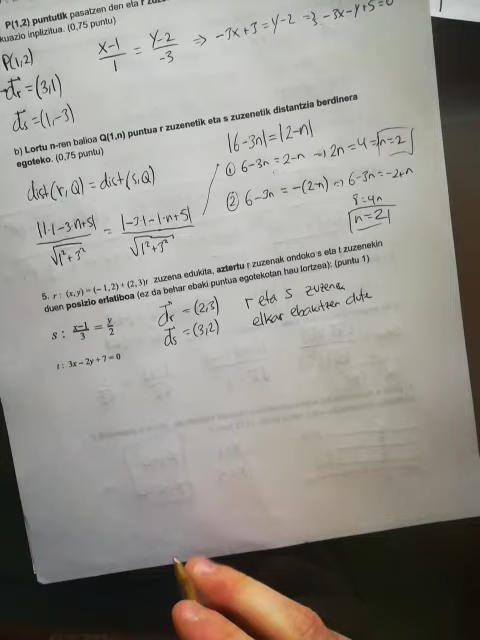 P(1,2) puntutik pasatzen den eta r
kuazio inplizitua. (0,75 puntu)
P(1,2)
d⃗r = (3,1)
d⃗s = (1,-3)
(x-1)/1 = (y-2)/-3 ⇒ -3x+3 = y-2 ⇒ -3x-y+5=0
b) Lortu n-ren balioa Q(1,n) puntua r zuzenetik eta s zuzenetik distantzia berdinera
egoteko. (0,75 puntu)
dist(r,Q) = dist(s,Q)
|1·1-3·n+5|/√(1²+3²) = |-3·1-1·n+5|/√(1²+3²)
|6-3n| = |2-n|
① 6-3n = 2-n ⇒ 2n = 4 ⇒ n=2
② 6-3n = -(2-n) ⇒ 6-3n = -2+n
8=4n
n=2
5. r : (x,y) = (-1,2) + (2,3)r zuzena edukita, aztertu r zuzenak ondoko s eta t zuzenekin
duen posizio erlatiboa (ez da behar ebaki puntua egotekotan hau lortzea); (puntu 1)
s : (x-1)/3 = y/2
d⃗r = (2,3)
d⃗s = (3,2)
r eta s zuzenek
elkar ebakitzen dute
t : 3x - 2y + 7 = 0